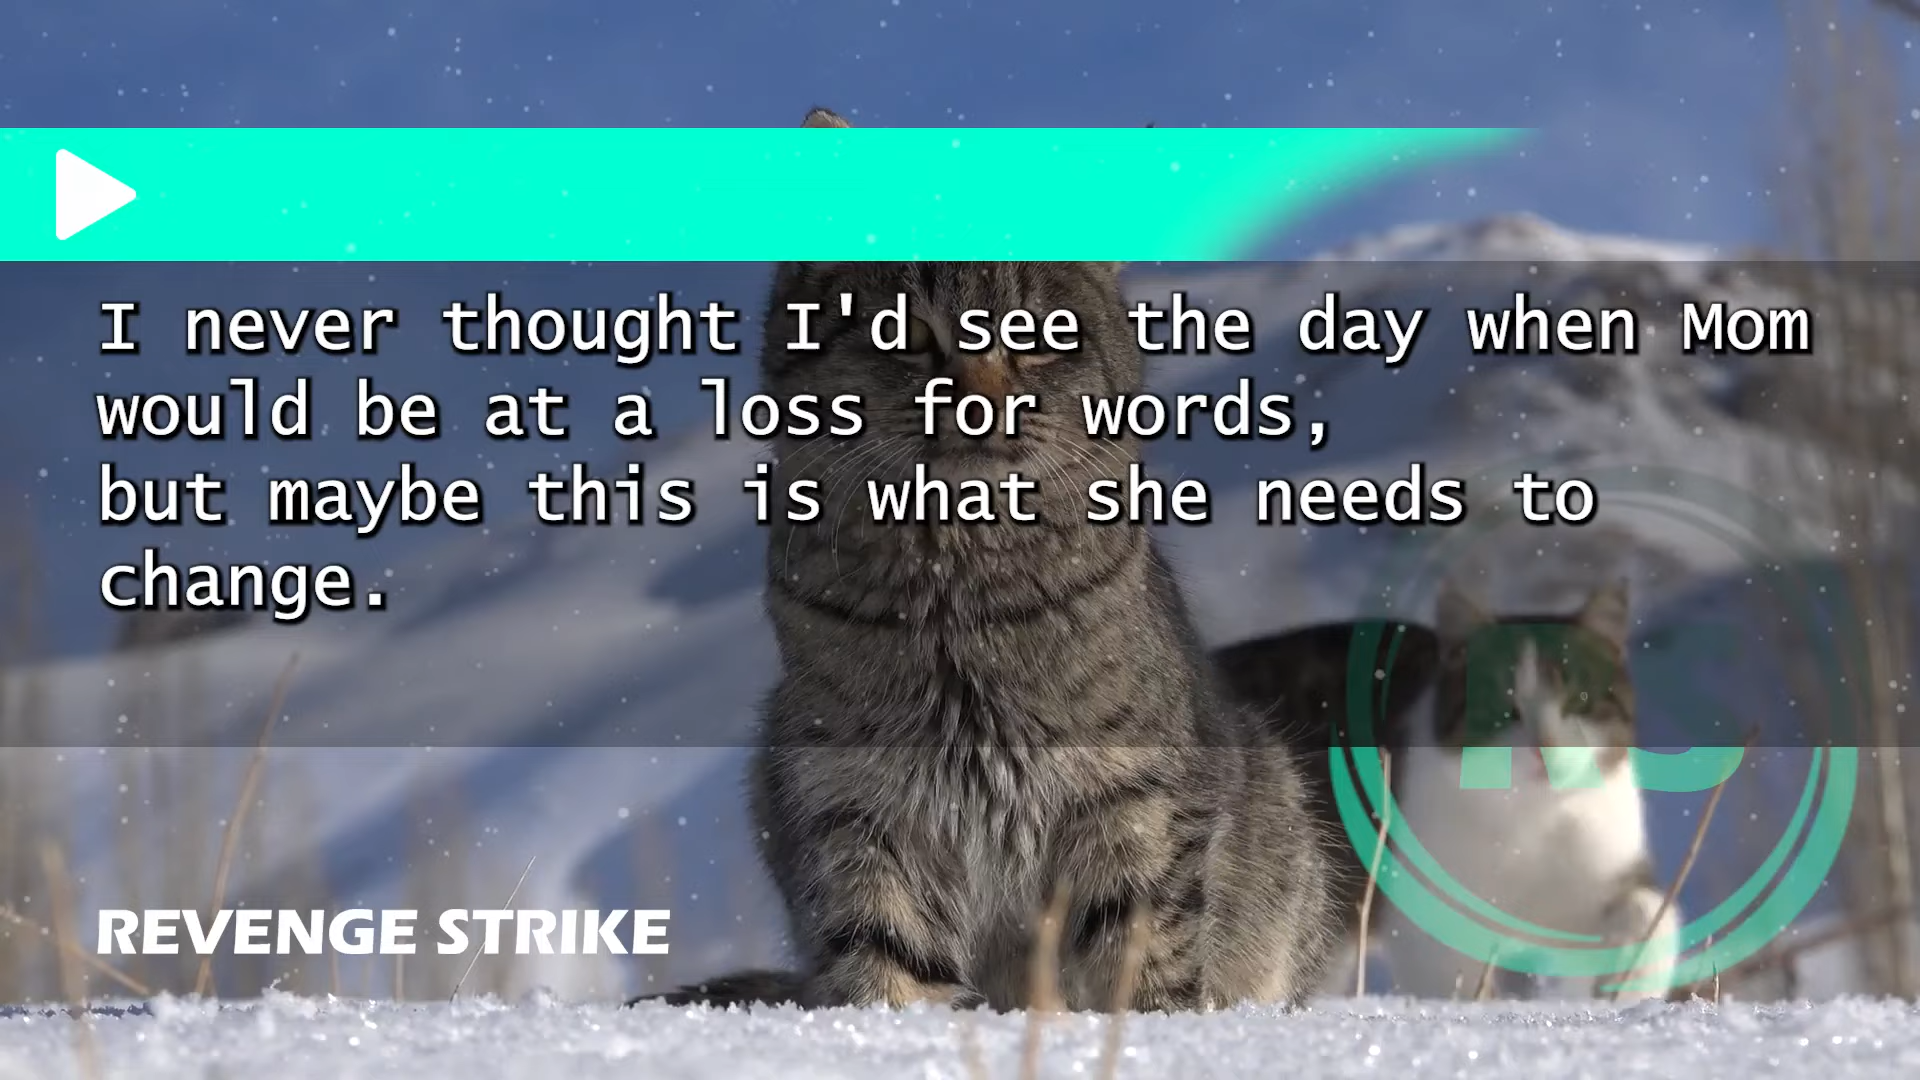 I never thought I'd see the day when Mom
would be at a loss for words,
but maybe this is what she needs to
change.
RS
REVENGE STRIKE